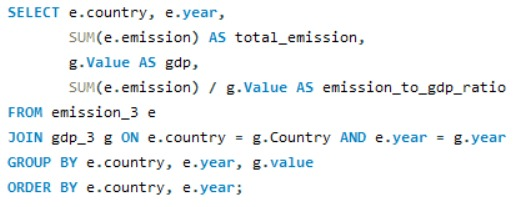 SELECT e.country, e.year,
SUM(e.emission) AS total_emission,
g.Value AS gdp,
SUM(e.emission) / g.Value AS emission_to_gdp_ratio
FROM emission_3 e
JOIN gdp_3 g ON e.country = g.Country AND e.year = g.year
GROUP BY e.country, e.year, g.value
ORDER BY e.country, e.year;